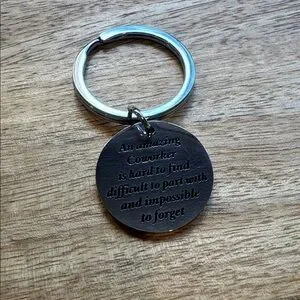 An amazing
Coworker
is hard to find
difficult to part with
and impossible
to forget